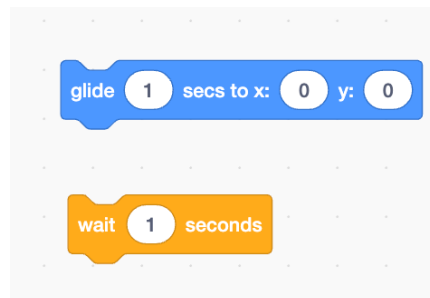 glide 1 secs to x: 0 y: 0
wait 1 seconds